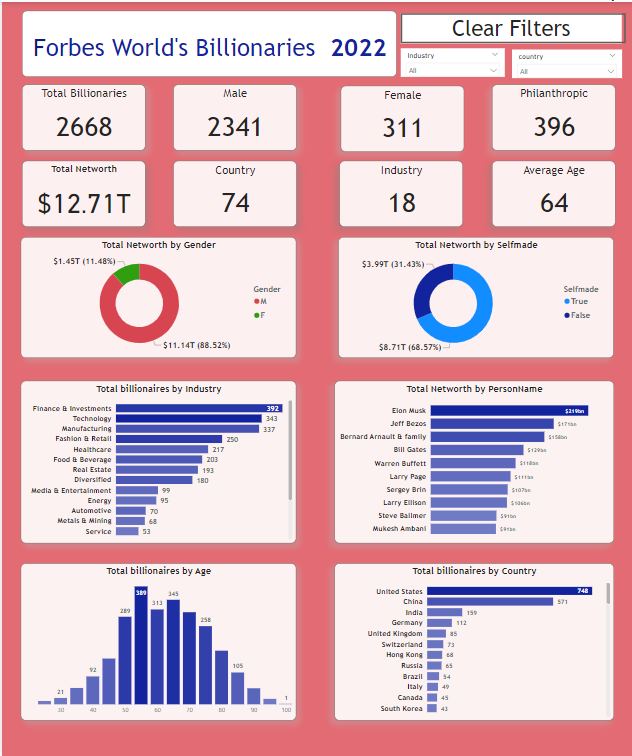 Forbes World's Billionaries 2022
Clear Filters
Industry
All
country
All
Total Billionaries
2668
Male
2341
Female
311
Philanthropic
396
Total Networth
$12.71T
Country
74
Industry
18
Average Age
64
Total Networth by Gender
$1.45T (11.48%)
$11.14T (88.52%)
Gender
M
F
Total Networth by Selfmade
$3.99T (31.43%)
$8.71T (68.57%)
Selfmade
True
False
Total billionaires by Industry
Finance & Investments 392
Technology 343
Manufacturing 337
Fashion & Retail 250
Healthcare 217
Food & Beverage 203
Real Estate 193
Diversified 180
Media & Entertainment 99
Energy 95
Automotive 70
Metals & Mining 68
Service 53
Total Networth by PersonName
Elon Musk $219bn
Jeff Bezos $171bn
Bernard Arnault & family $158bn
Bill Gates $129bn
Warren Buffett $118bn
Larry Page $111bn
Sergey Brin $107bn
Larry Ellison $106bn
Steve Ballmer $91bn
Mukesh Ambani $91bn
Total billionaires by Age
21 92 289 389 313 345 258 105 1
30 40 50 60 70 80 90 100
Total billionaires by Country
United States 748
China 571
India 159
Germany 112
United Kingdom 85
Switzerland 73
Hong Kong 68
Russia 65
Brazil 54
Italy 49
Canada 45
South Korea 43